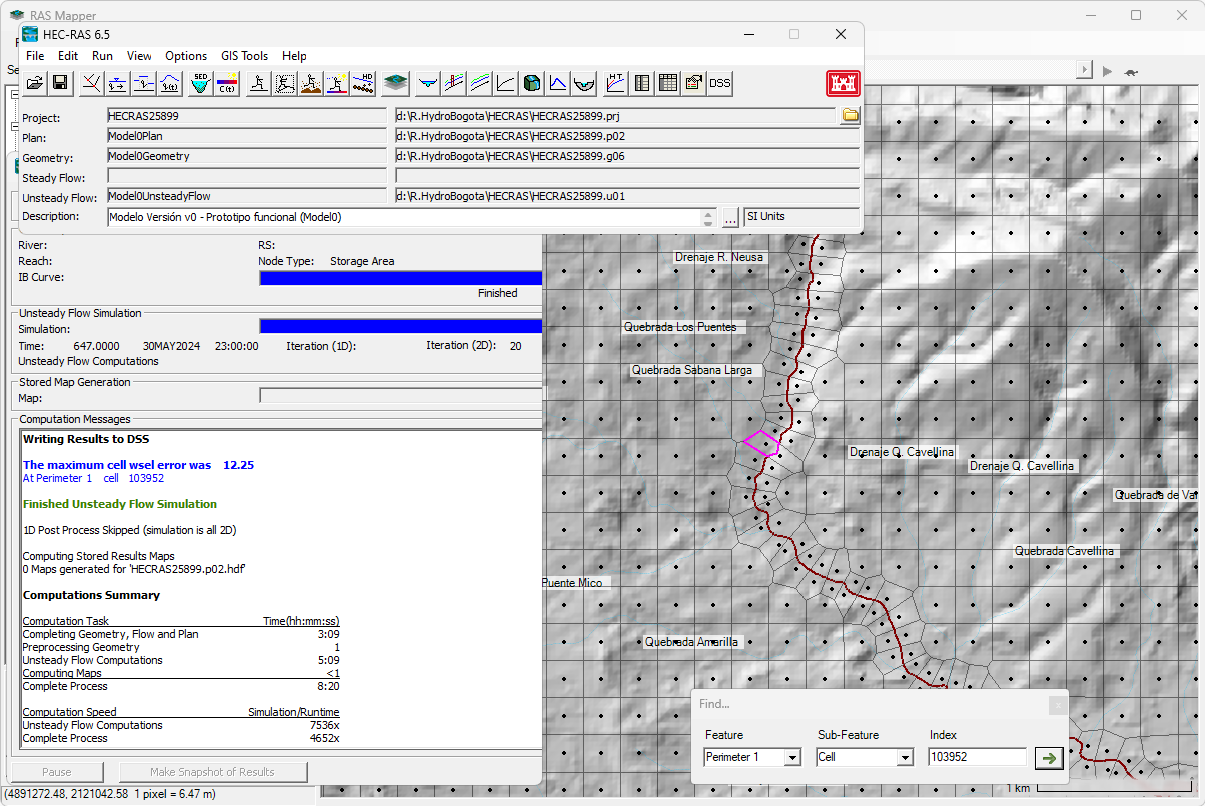 RAS Mapper
HEC-RAS 6.5
File Edit Run View Options GIS Tools Help
SED C(t) HD HT DSS
Project: HECRAS25899 d:\R.HydroBogota\HECRAS\HECRAS25899.prj
Plan: Model0Plan d:\R.HydroBogota\HECRAS\HECRAS25899.p02
Geometry: Model0Geometry d:\R.HydroBogota\HECRAS\HECRAS25899.g06
Steady Flow:
Unsteady Flow: Model0UnsteadyFlow d:\R.HydroBogota\HECRAS\HECRAS25899.u01
Description: Modelo Versión v0 - Prototipo funcional (Model0) ... SI Units
River: RS:
Reach: Node Type: Storage Area
IB Curve:
Finished
Unsteady Flow Simulation
Simulation:
Time: 647.0000 30MAY2024 23:00:00 Iteration (1D): Iteration (2D): 20
Unsteady Flow Computations
Stored Map Generation
Map:
Computation Messages
Writing Results to DSS
The maximum cell wsel error was 12.25
At Perimeter 1 cell 103952
Finished Unsteady Flow Simulation
1D Post Process Skipped (simulation is all 2D)
Computing Stored Results Maps
0 Maps generated for 'HECRAS25899.p02.hdf'
Computations Summary
Computation Task Time(hh:mm:ss)
Completing Geometry, Flow and Plan 3:09
Preprocessing Geometry 1
Unsteady Flow Computations 5:09
Computing Maps <1
Complete Process 8:20
Computation Speed Simulation/Runtime
Unsteady Flow Computations 7536x
Complete Process 4652x
Pause Make Snapshot of Results
(4891272.48, 2121042.58 1 pixel = 6.47 m)
Drenaje R. Neusa
Quebrada Los Puentes
Quebrada Sabana Larga
Drenaje Q. Cavellina
Drenaje Q. Cavellina
Quebrada de Va
Quebrada Cavellina
Puente Mico
Quebrada Amarilla
Find...
Feature Sub-Feature Index
Perimeter 1 Cell 103952
1 km